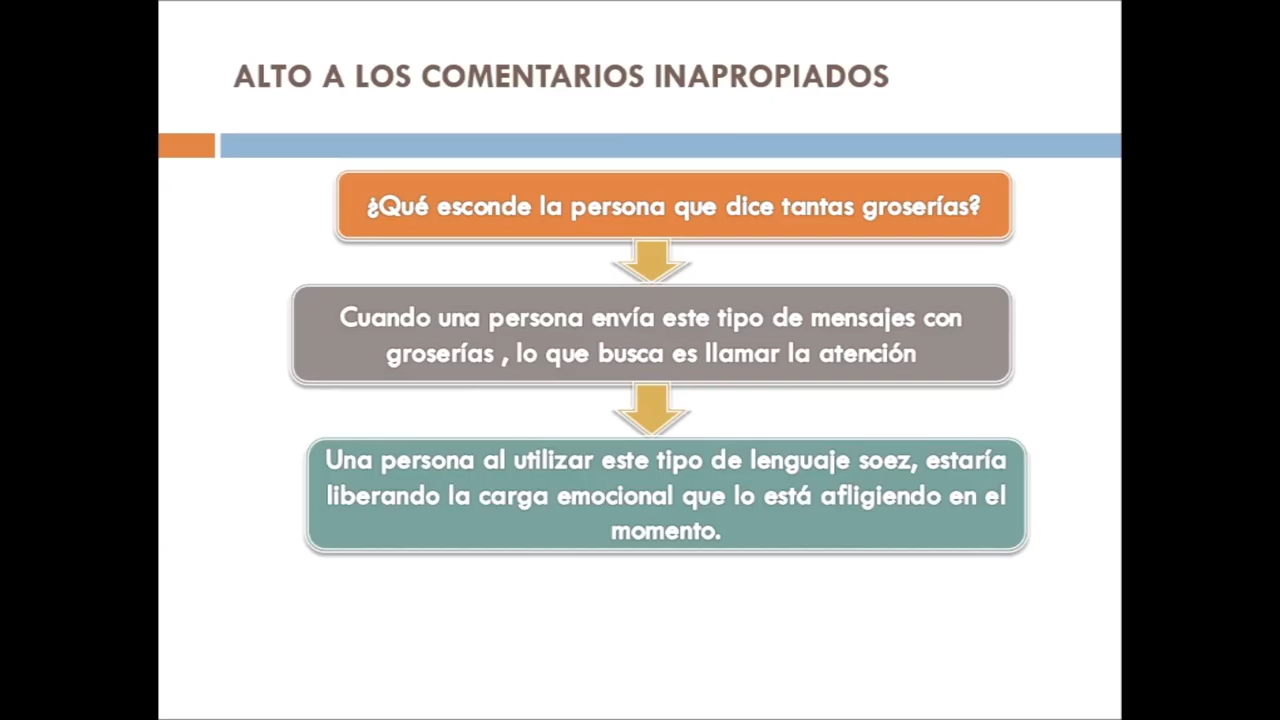 ALTO A LOS COMENTARIOS INAPROPIADOS
¿Qué esconde la persona que dice tantas groserías?
Cuando una persona envía este tipo de mensajes con
groserías , lo que busca es llamar la atención
Una persona al utilizar este tipo de lenguaje soez, estaría
liberando la carga emocional que lo está afligiendo en el
momento.